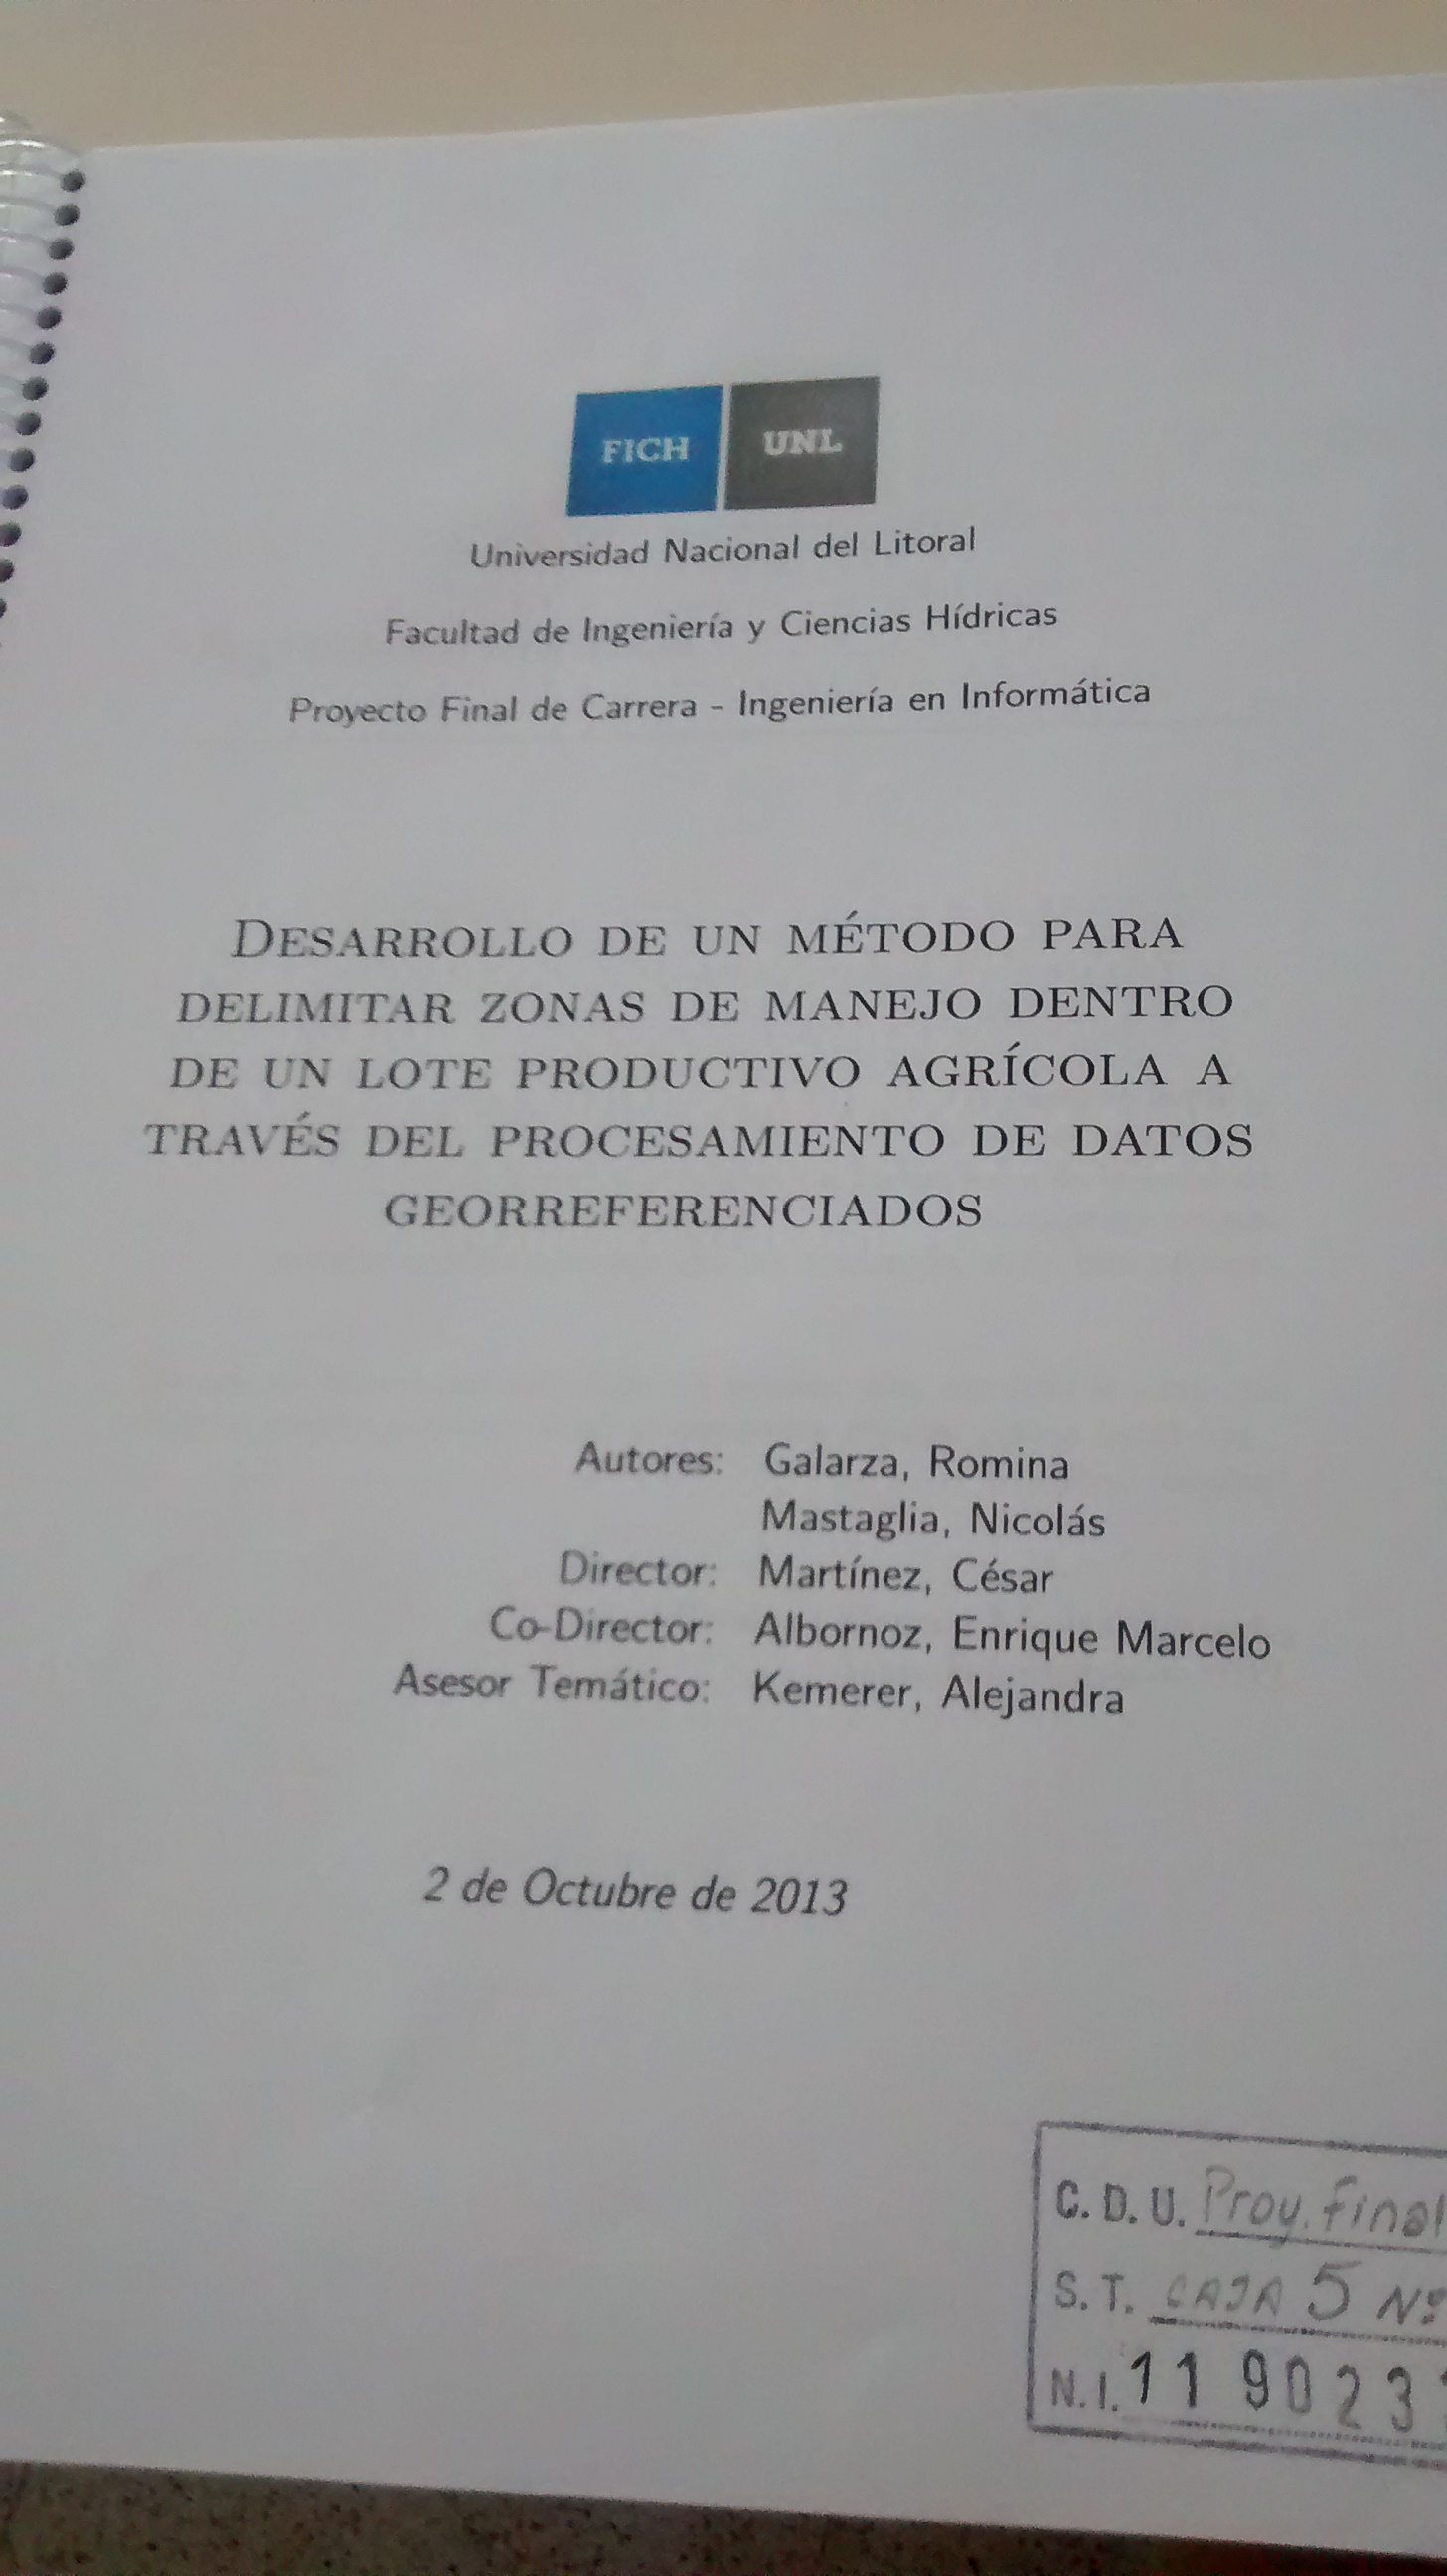 FICH UNL
Universidad Nacional del Litoral
Facultad de Ingeniería y Ciencias Hídricas
Proyecto Final de Carrera - Ingeniería en Informática
DESARROLLO DE UN MÉTODO PARA
DELIMITAR ZONAS DE MANEJO DENTRO
DE UN LOTE PRODUCTIVO AGRÍCOLA A
TRAVÉS DEL PROCESAMIENTO DE DATOS
GEORREFERENCIADOS
Autores: Galarza, Romina
Mastaglia, Nicolás
Director: Martínez, César
Co-Director: Albornoz, Enrique Marcelo
Asesor Temático: Kemerer, Alejandra
2 de Octubre de 2013
C. D. U. Proy. final
S. T. CAJA 5 Nº
N. I. 11 9023